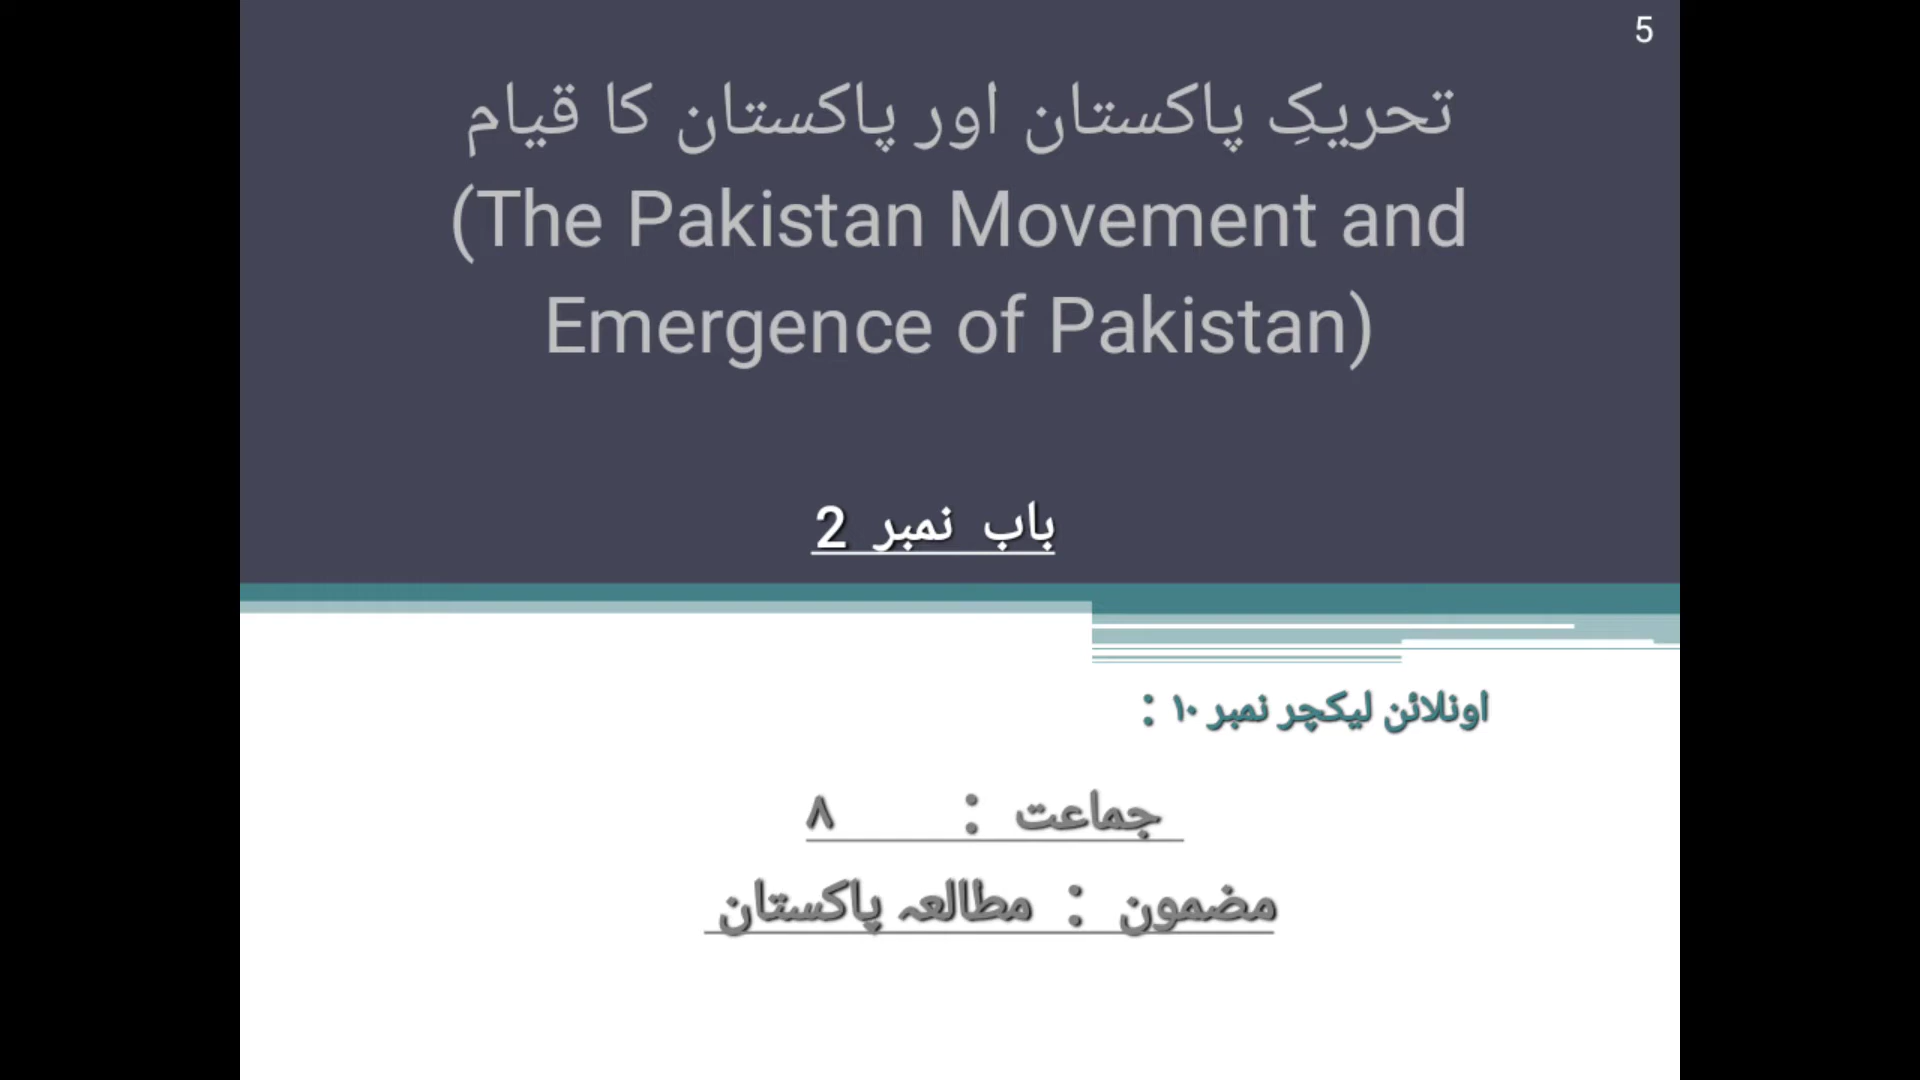 5
تحریکِ پاکستان اور پاکستان کا قیام
(The Pakistan Movement and
Emergence of Pakistan)
باب نمبر 2
اونلائن لیکچر نمبر ۱۰ :
جماعت : ۸
مضمون : مطالعہ پاکستان